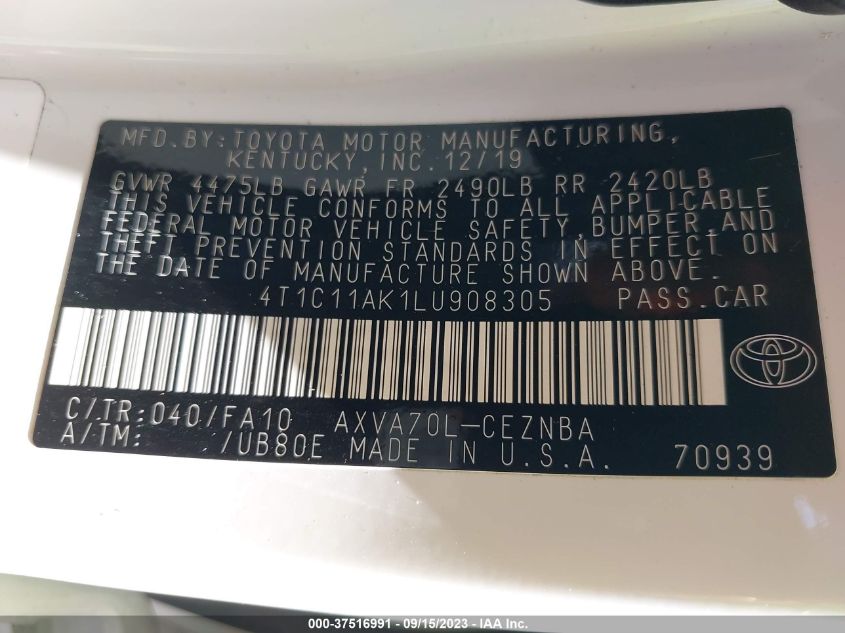 MFD.BY:TOYOTA MOTOR MANUFACTURING,
KENTUCKY,INC.12/19
GVWR 4475LB GAWR FR 2490LB RR 2420LB
THIS VEHICLE CONFORMS TO ALL APPLICABLE
FEDERAL MOTOR VEHICLE SAFETY,BUMPER,AND
THEFT PREVENTION STANDARDS IN EFFECT ON
THE DATE OF MANUFACTURE SHOWN ABOVE.
4T1C11AK1LU908305 PASS.CAR
C/TR:040/FA10 AXVA70L-CEZNBA
A/TM: /UB80E MADE IN U.S.A. 70939
000-37516991 - 09/15/2023 - IAA Inc.